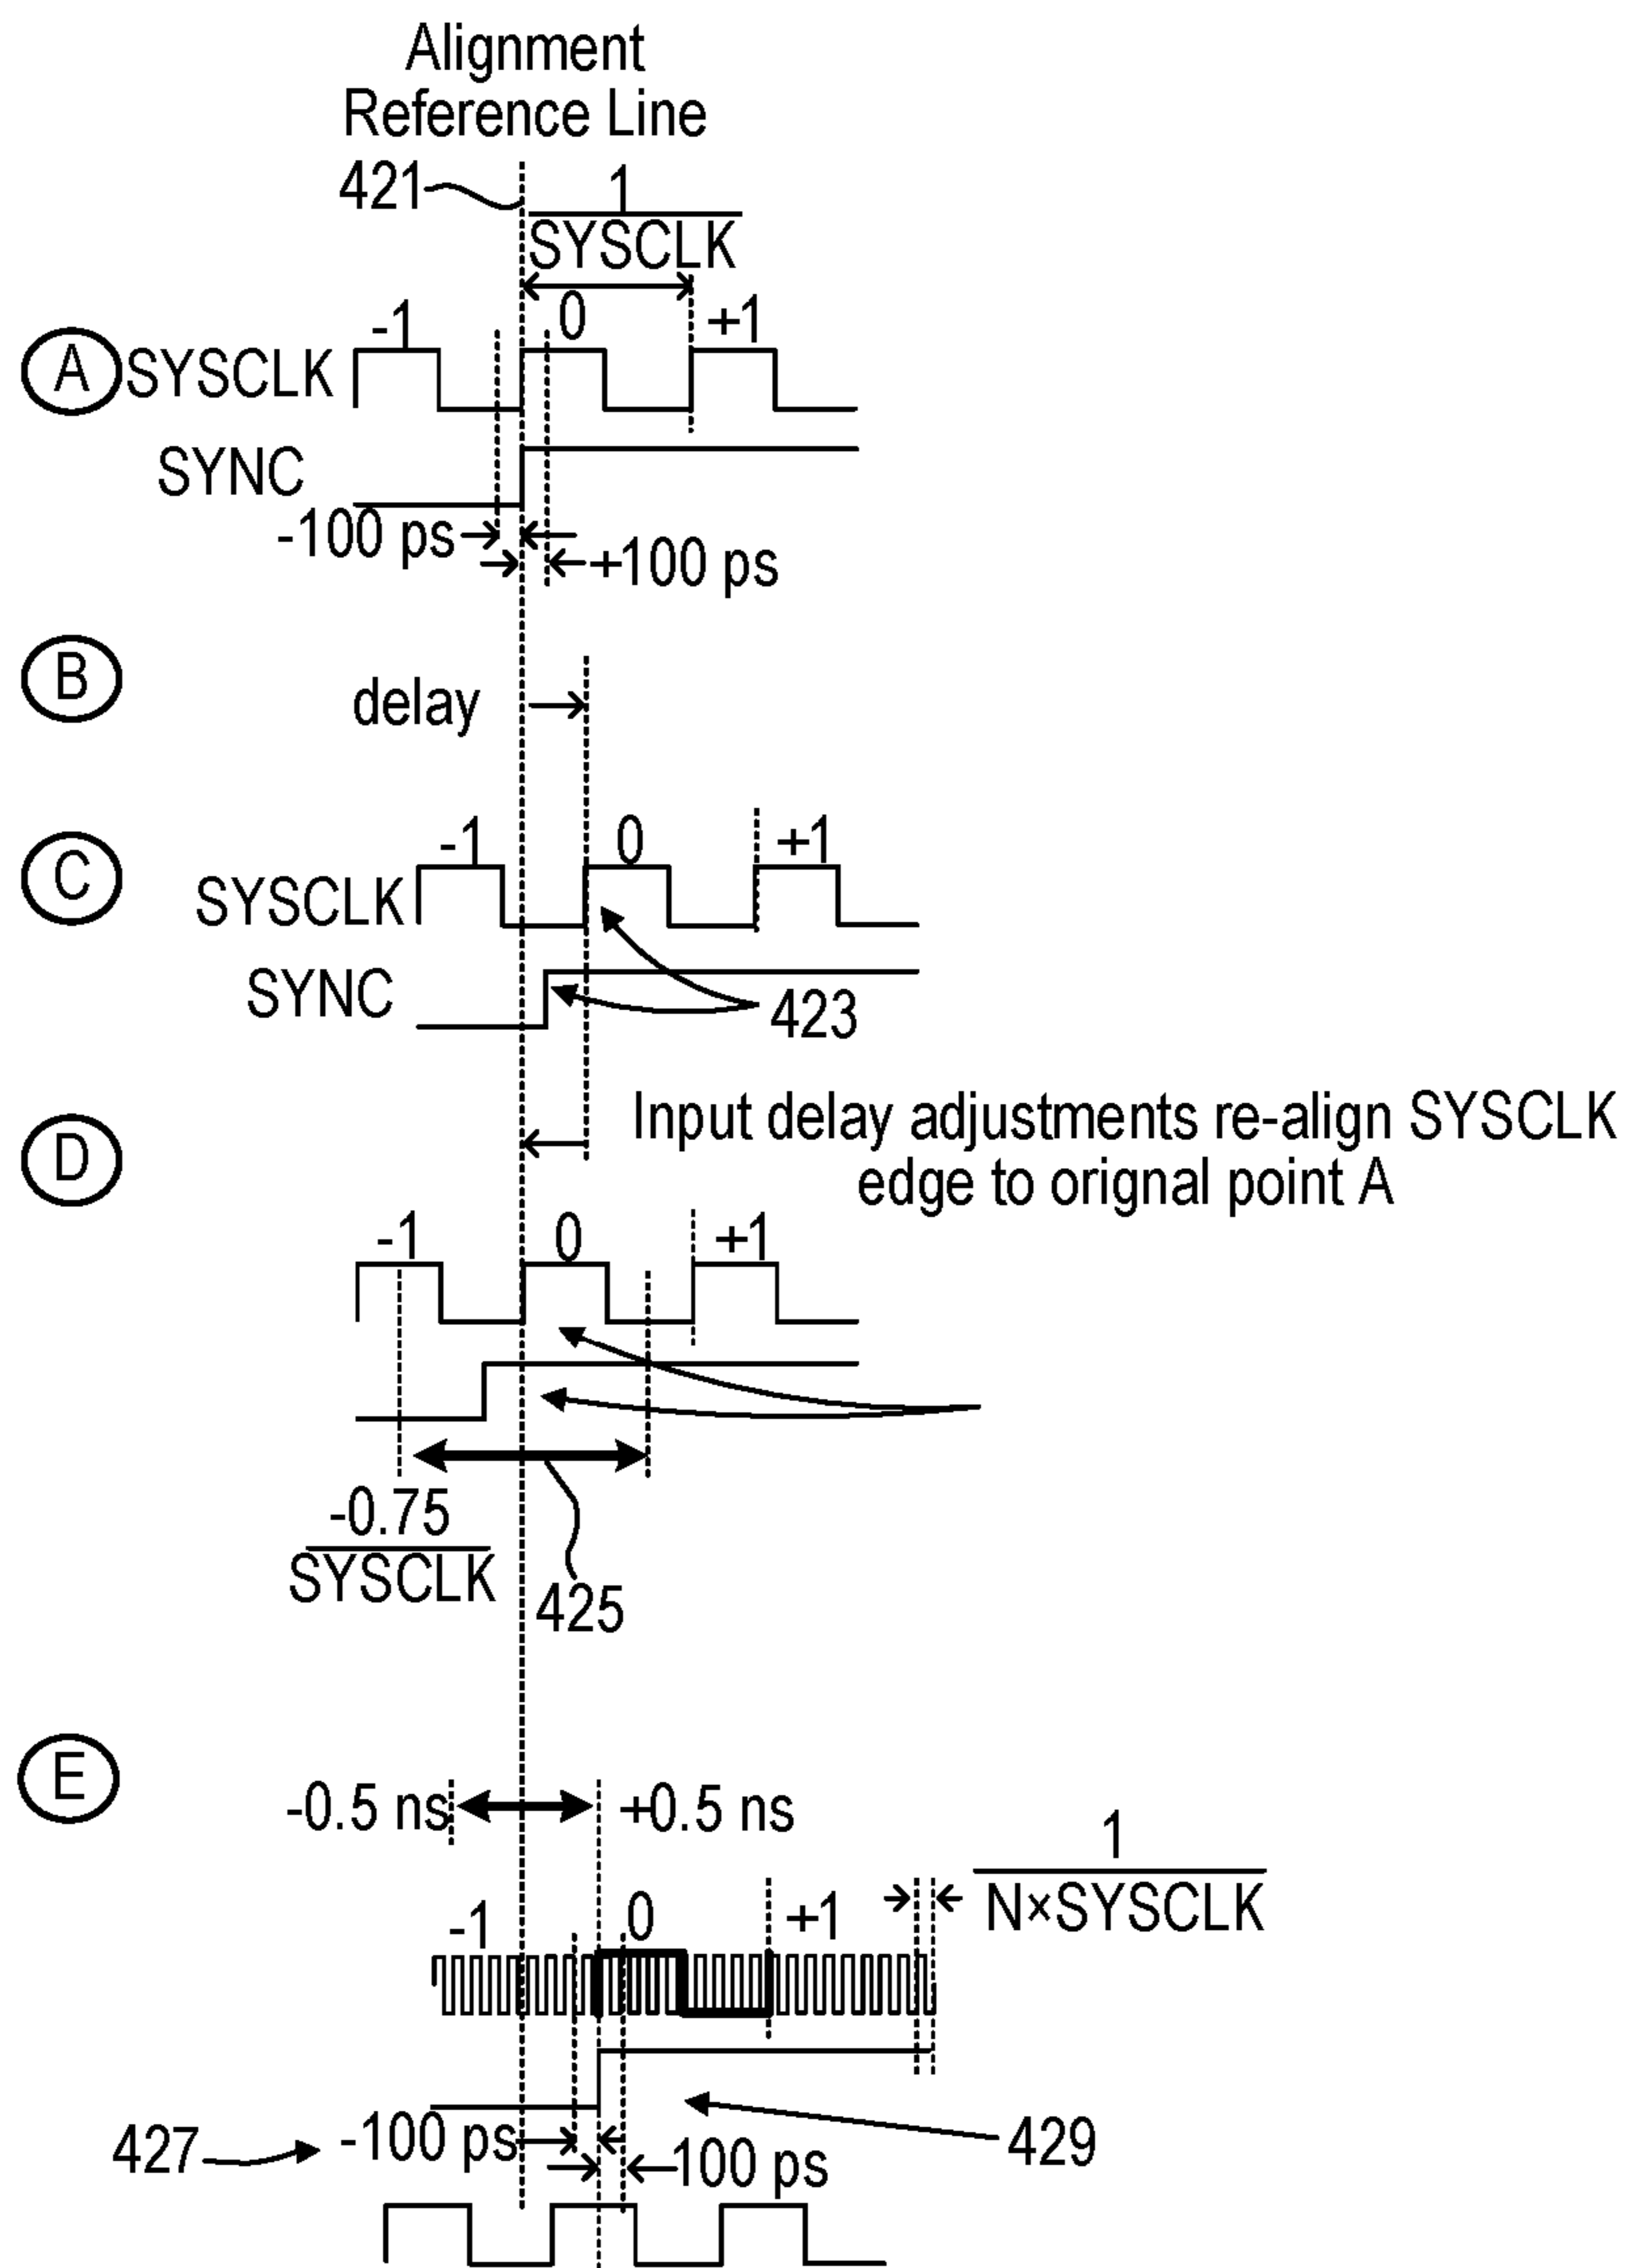 Alignment
Reference Line
421
1
SYSCLK
-1
0
+1
A
SYSCLK
SYNC
-100 ps
+100 ps
B
delay
C
-1
0
+1
SYSCLK
SYNC
423
D
Input delay adjustments re-align SYSCLK
edge to orignal point A
-1
0
+1
-0.75
SYSCLK
425
E
-0.5 ns
+0.5 ns
1
N×SYSCLK
-1
0
+1
427
-100 ps
100 ps
429